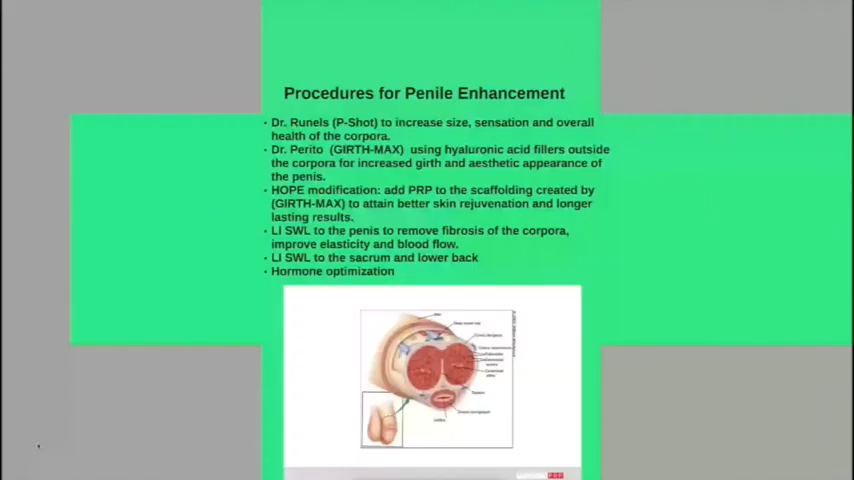 Procedures for Penile Enhancement
• Dr. Runels (P-Shot) to increase size, sensation and overall
health of the corpora.
• Dr. Perito (GIRTH-MAX) using hyaluronic acid fillers outside
the corpora for increased girth and aesthetic appearance of
the penis.
• HOPE modification: add PRP to the scaffolding created by
(GIRTH-MAX) to attain better skin rejuvenation and longer
lasting results.
• LI SWL to the penis to remove fibrosis of the corpora,
improve elasticity and blood flow.
• LI SWL to the sacrum and lower back
• Hormone optimization
PRP